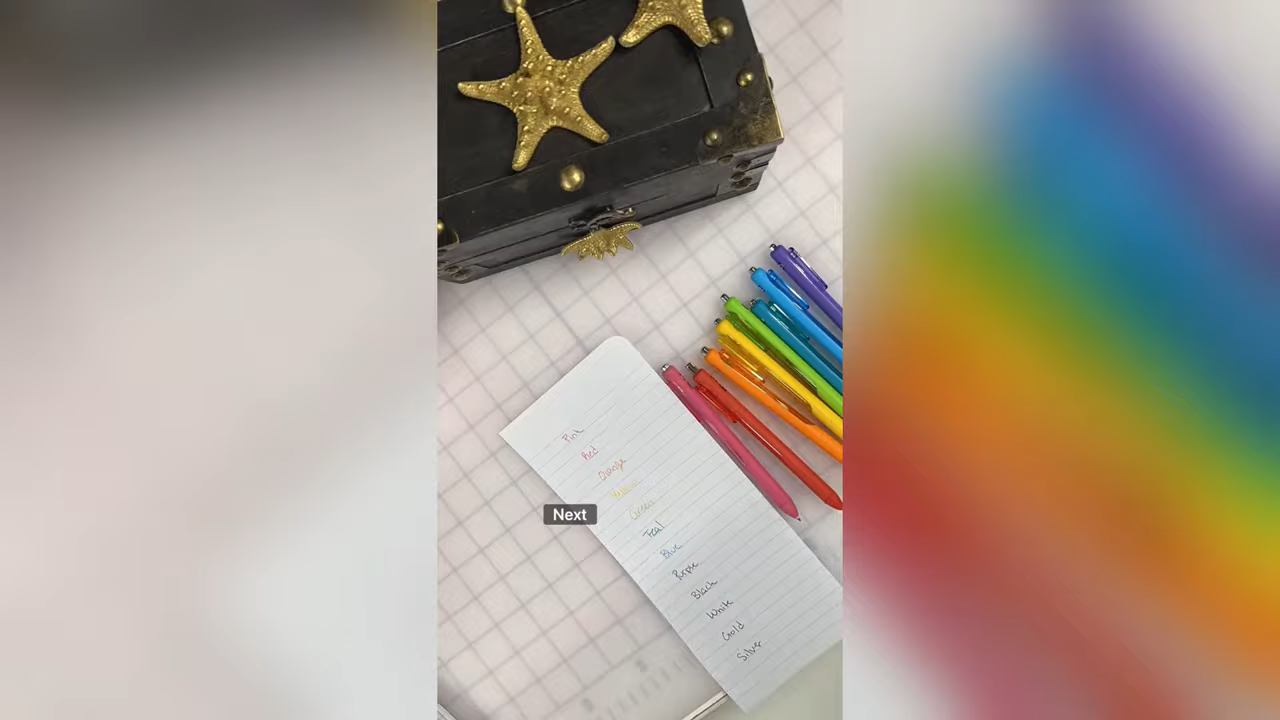 Pink
Red
Orange
Yellow
Green
Teal
Blue
Purple
Black
White
Gold
Silver
Next